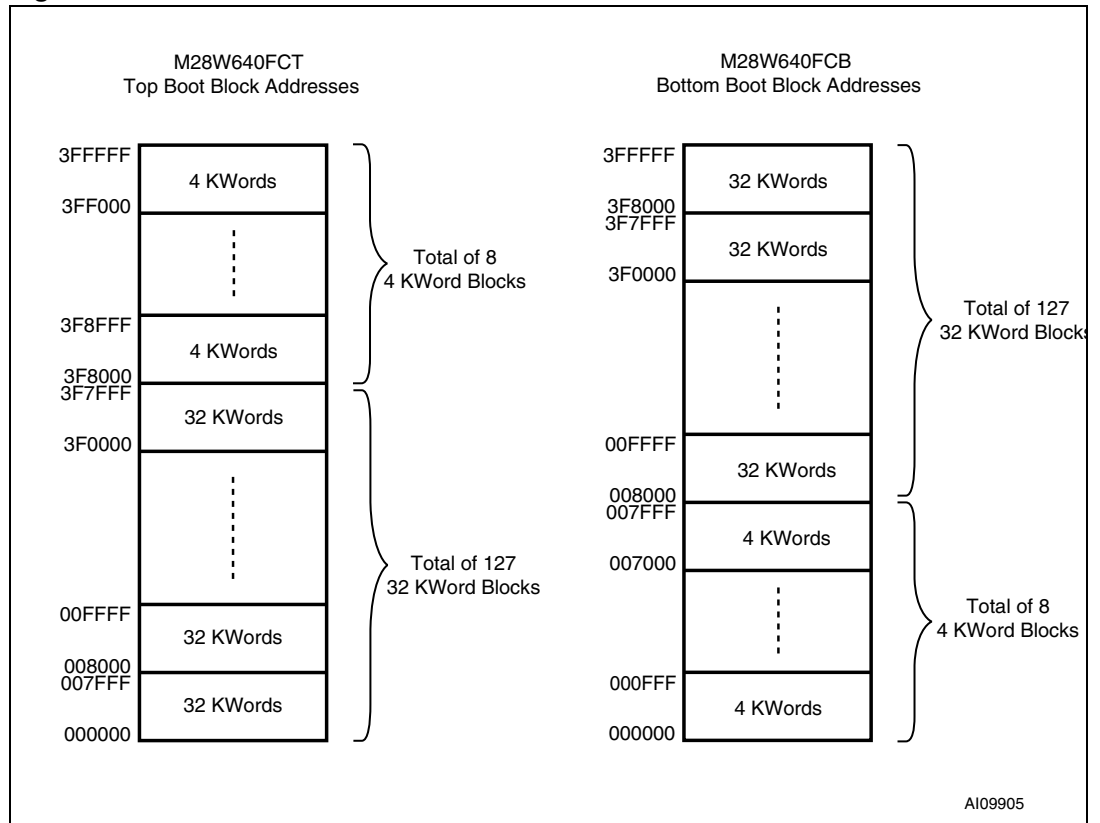 M28W640FCT
Top Boot Block Addresses
3FFFFF
4 KWords
3FF000
Total of 8
4 KWord Blocks
3F8FFF
4 KWords
3F8000
3F7FFF
32 KWords
3F0000
Total of 127
32 KWord Blocks
00FFFF
32 KWords
008000
007FFF
32 KWords
000000
M28W640FCB
Bottom Boot Block Addresses
3FFFFF
32 KWords
3F8000
3F7FFF
32 KWords
3F0000
Total of 127
32 KWord Blocks
00FFFF
32 KWords
008000
007FFF
4 KWords
007000
Total of 8
4 KWord Blocks
000FFF
4 KWords
000000
AI09905